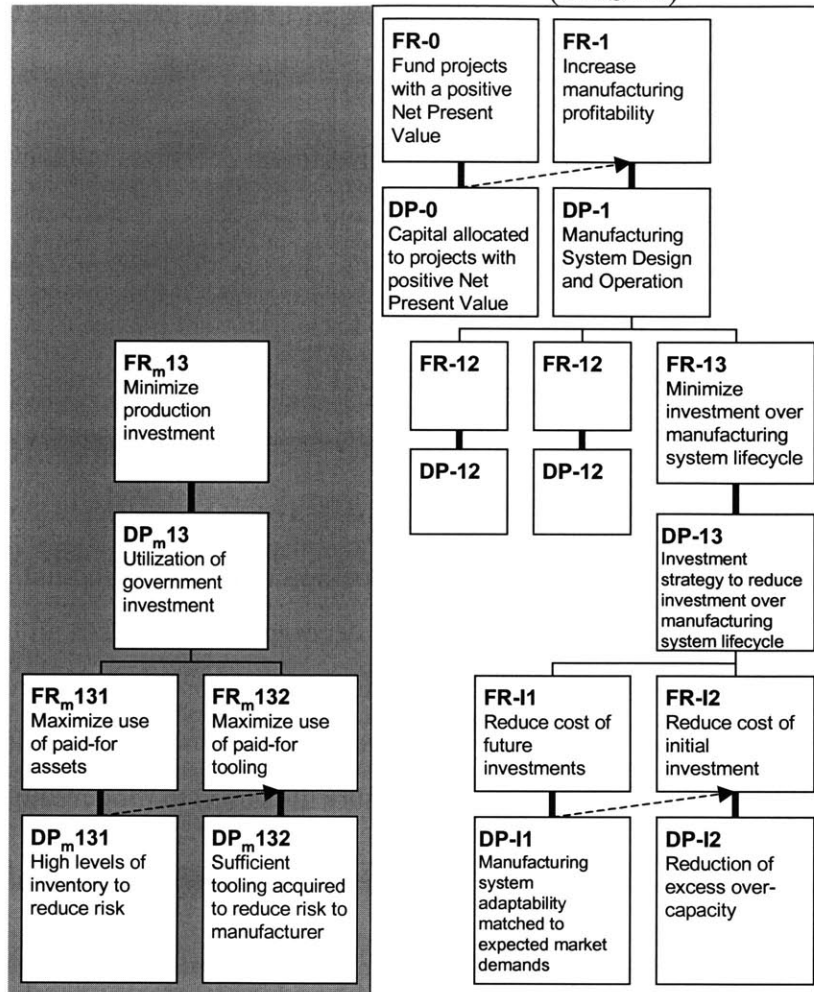 FR-0
Fund projects
with a positive
Net Present
Value
FR-1
Increase
manufacturing
profitability
DP-0
Capital allocated
to projects with
positive Net
Present Value
DP-1
Manufacturing
System Design
and Operation
FRm13
Minimize
production
investment
FR-12
FR-12
FR-13
Minimize
investment over
manufacturing
system lifecycle
DP-12
DP-12
DPm13
Utilization of
government
investment
DP-13
Investment
strategy to reduce
investment over
manufacturing
system lifecycle
FRm131
Maximize use
of paid-for
assets
FRm132
Maximize use
of paid-for
tooling
FR-I1
Reduce cost of
future
investments
FR-I2
Reduce cost of
initial
investment
DPm131
High levels of
inventory to
reduce risk
DPm132
Sufficient
tooling acquired
to reduce risk to
manufacturer
DP-I1
Manufacturing
system
adaptability
matched to
expected market
demands
DP-I2
Reduction of
excess over-
capacity